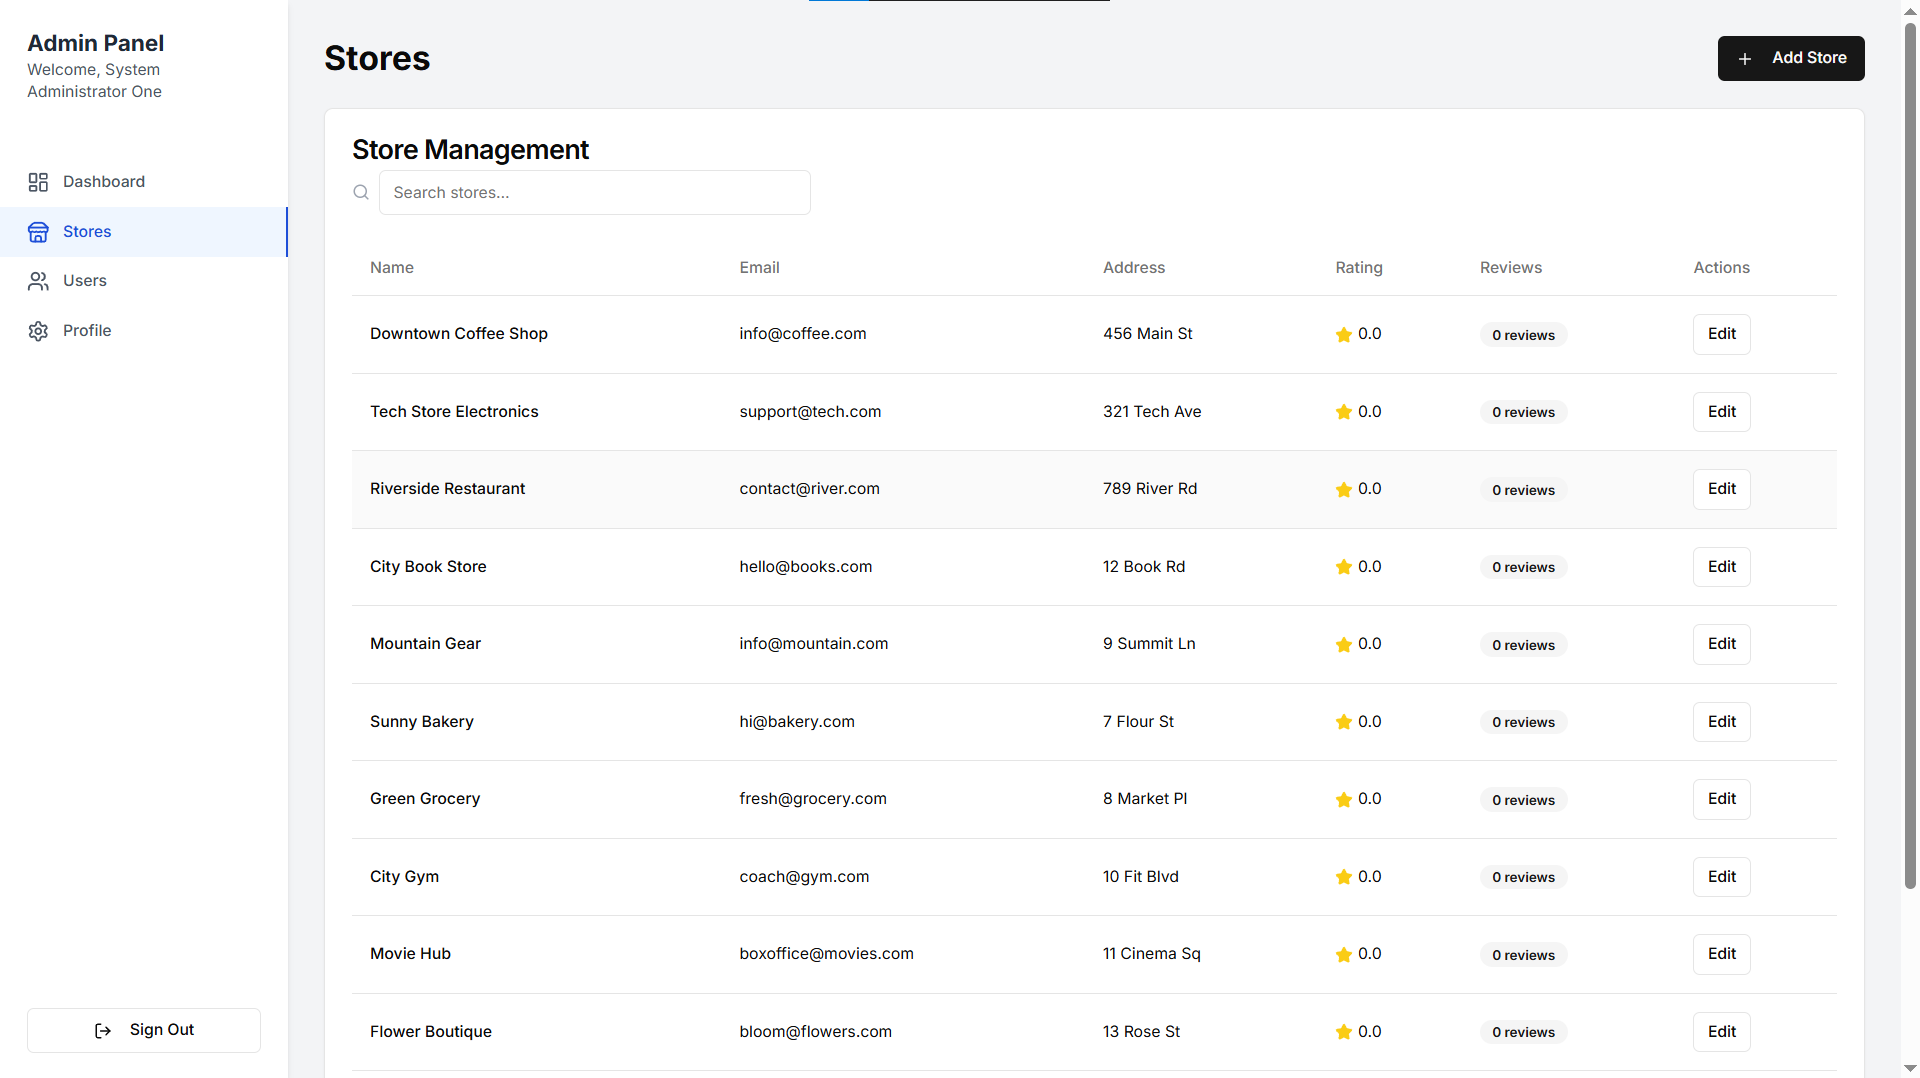 Admin Panel
Welcome, System
Administrator One
Dashboard
Stores
Users
Profile
Sign Out
Stores
Add Store
Store Management
Search stores...
Name Email Address Rating Reviews Actions
Downtown Coffee Shop info@coffee.com 456 Main St 0.0 0 reviews Edit
Tech Store Electronics support@tech.com 321 Tech Ave 0.0 0 reviews Edit
Riverside Restaurant contact@river.com 789 River Rd 0.0 0 reviews Edit
City Book Store hello@books.com 12 Book Rd 0.0 0 reviews Edit
Mountain Gear info@mountain.com 9 Summit Ln 0.0 0 reviews Edit
Sunny Bakery hi@bakery.com 7 Flour St 0.0 0 reviews Edit
Green Grocery fresh@grocery.com 8 Market Pl 0.0 0 reviews Edit
City Gym coach@gym.com 10 Fit Blvd 0.0 0 reviews Edit
Movie Hub boxoffice@movies.com 11 Cinema Sq 0.0 0 reviews Edit
Flower Boutique bloom@flowers.com 13 Rose St 0.0 0 reviews Edit